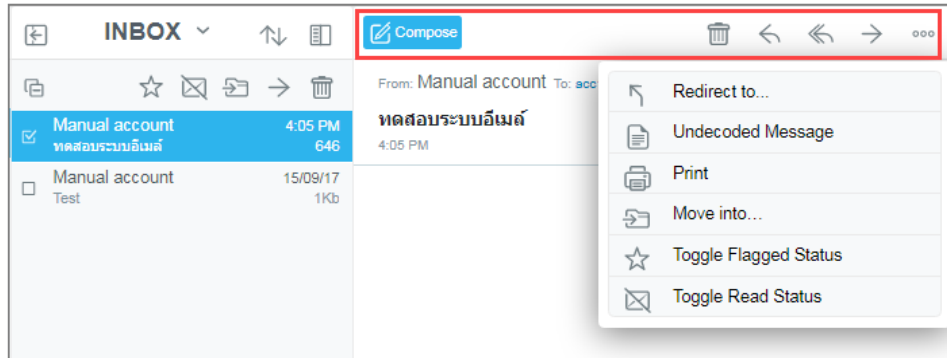 INBOX
Compose
Manual account 4:05 PM
ทดสอบระบบอีเมล์ 646
Manual account 15/09/17
Test 1Kb
From: Manual account To: acc
ทดสอบระบบอีเมล์
4:05 PM
Redirect to...
Undecoded Message
Print
Move into...
Toggle Flagged Status
Toggle Read Status